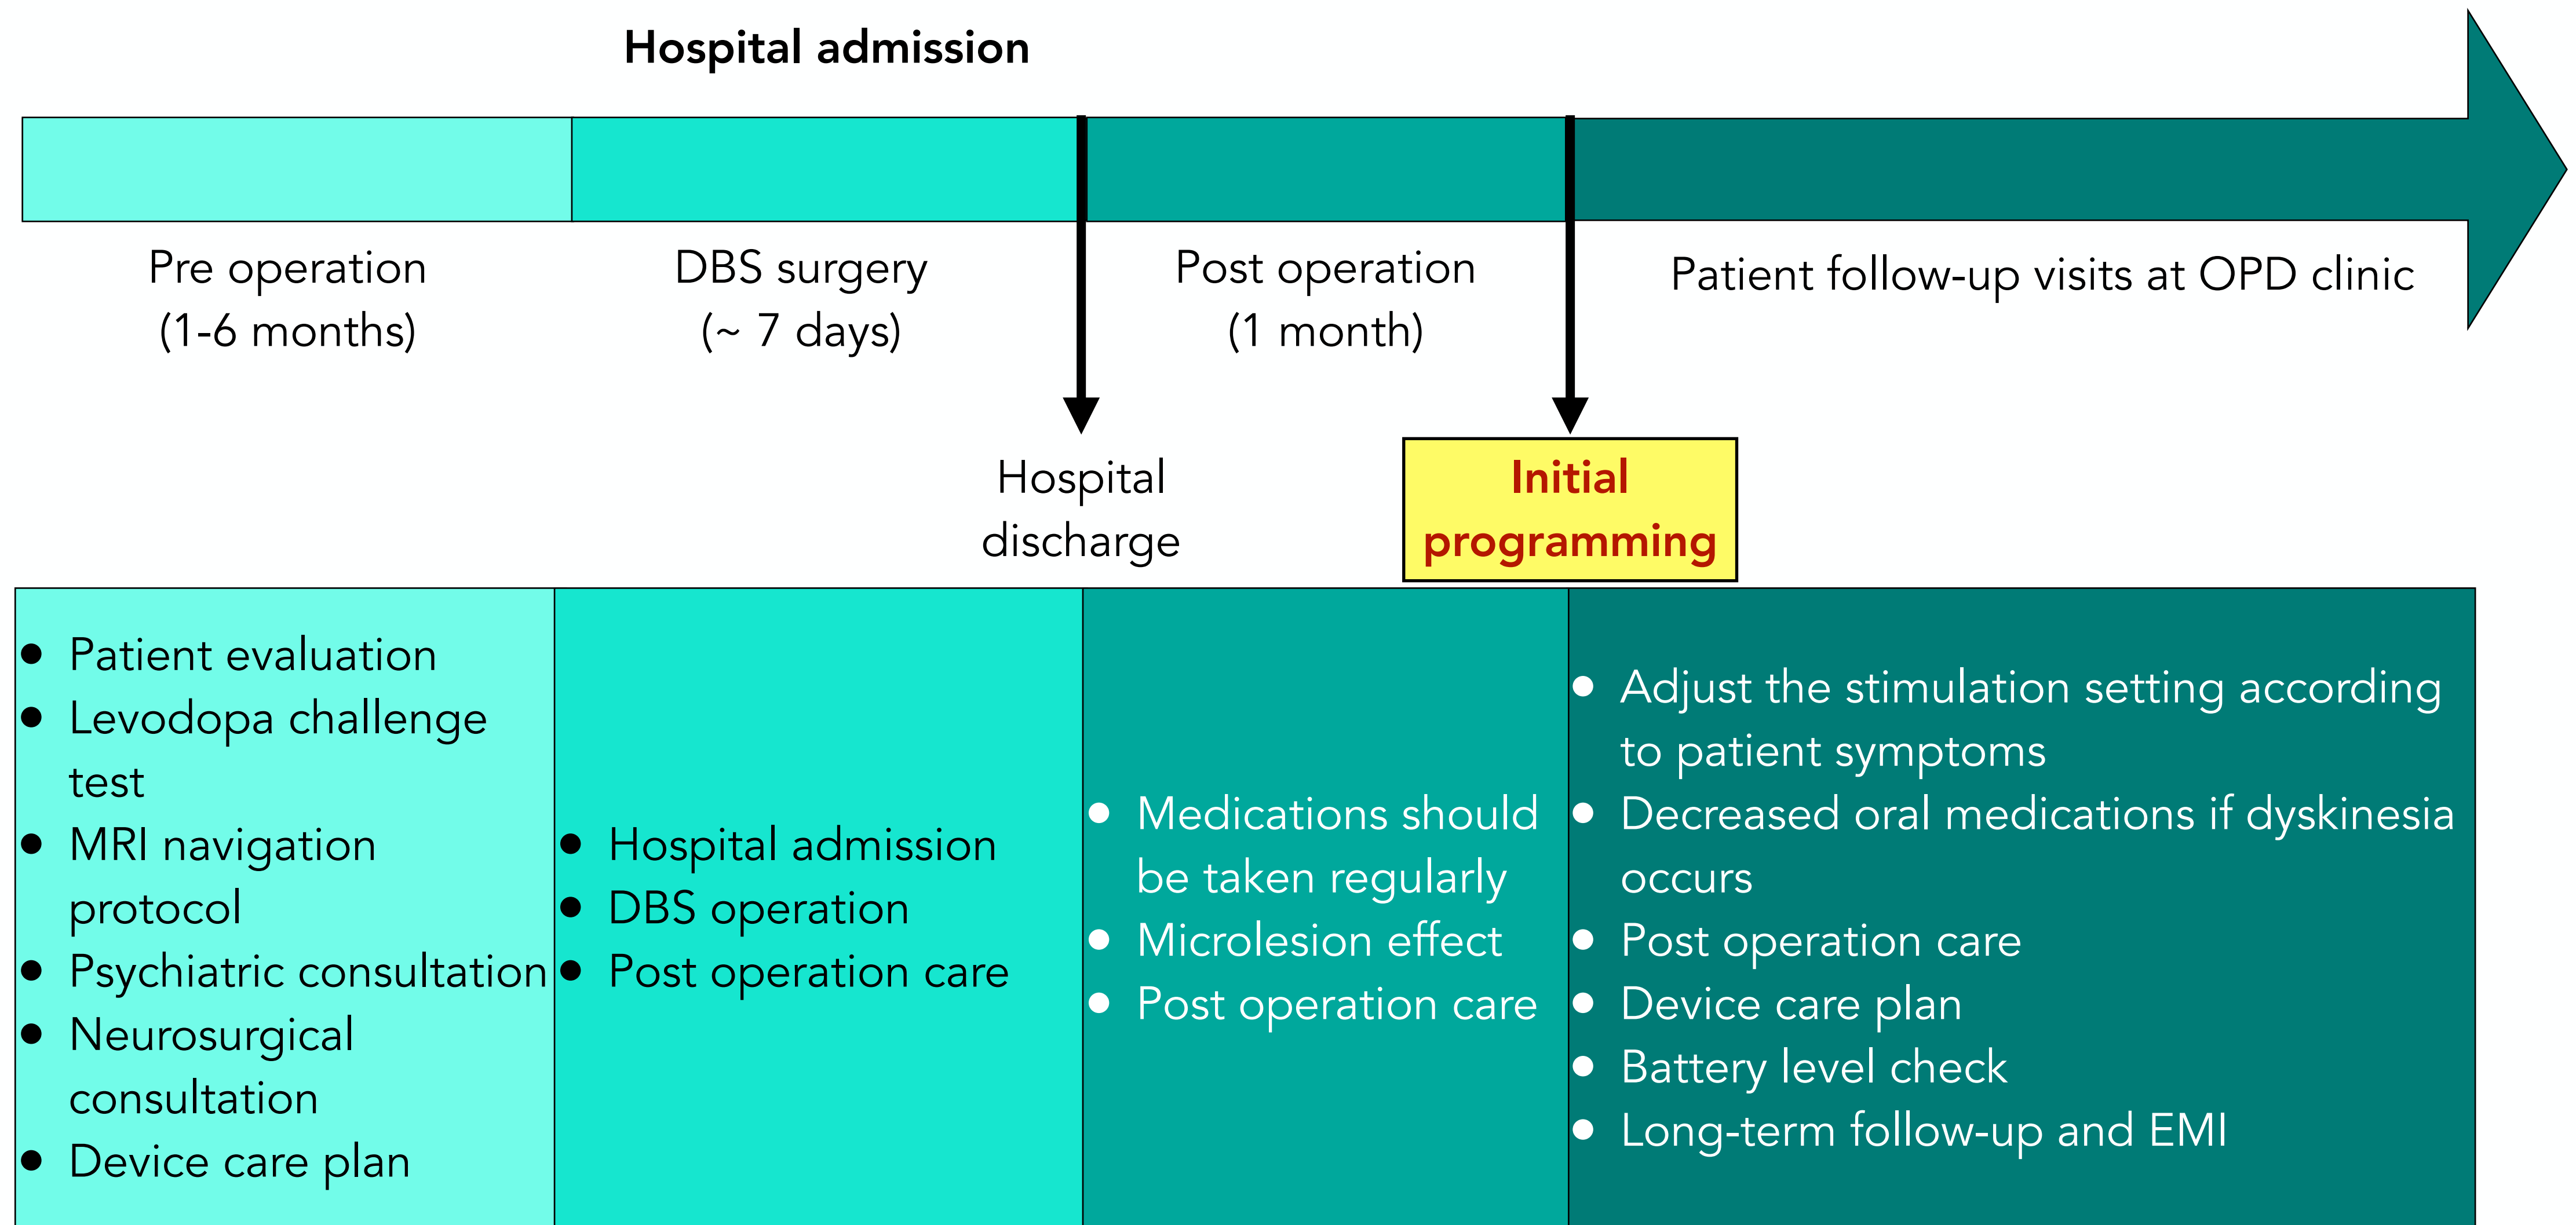 Hospital admission
Pre operation
(1-6 months)
DBS surgery
(~ 7 days)
Post operation
(1 month)
Patient follow-up visits at OPD clinic
Hospital
discharge
Initial
programming
● Patient evaluation
● Levodopa challenge
test
● MRI navigation
protocol
● Psychiatric consultation
● Neurosurgical
consultation
● Device care plan
● Hospital admission
● DBS operation
● Post operation care
● Medications should
be taken regularly
● Microlesion effect
● Post operation care
● Adjust the stimulation setting according
to patient symptoms
● Decreased oral medications if dyskinesia
occurs
● Post operation care
● Device care plan
● Battery level check
● Long-term follow-up and EMI